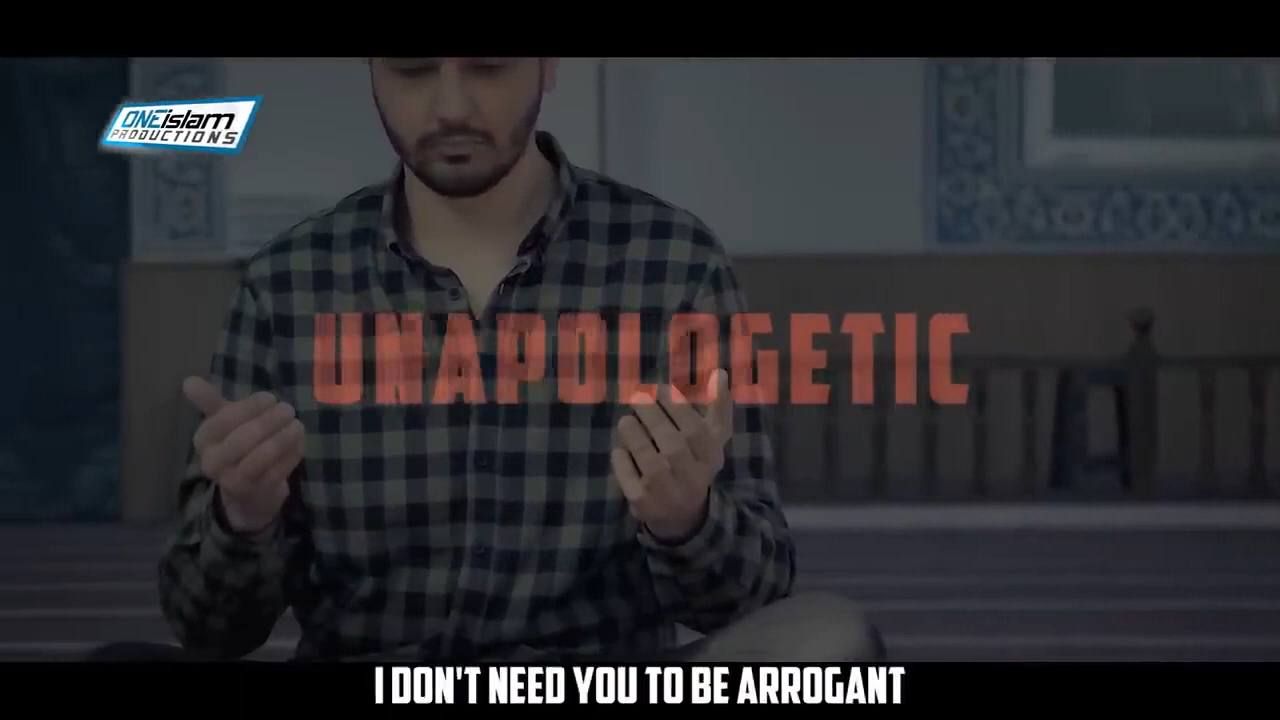 ONEislam
PRODUCTIONS
UNAPOLOGETIC
I DON'T NEED YOU TO BE ARROGANT